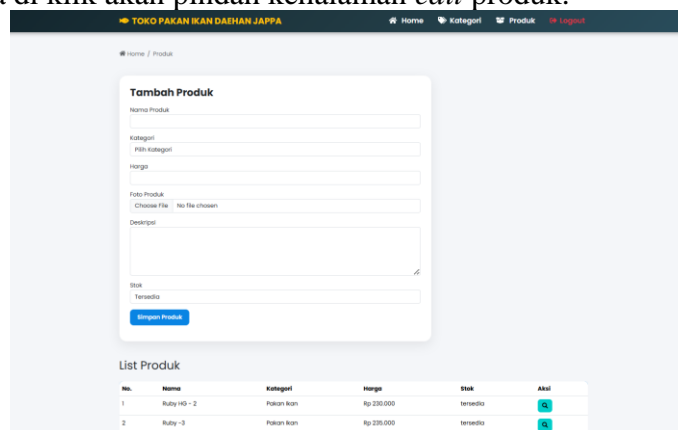 di klik akan pindah kehalaman edit produk.
TOKO PAKAN IKAN DAEHAN JAPPA Home Kategori Produk Logout
Home / Produk
Tambah Produk
Nama Produk
Kategori
Pilih Kategori
Harga
Foto Produk
Choose File No file chosen
Deskripsi
Stok
Tersedia
Simpan Produk
List Produk
No. Nama Kategori Harga Stok Aksi
1 Ruby HG - 2 Pakan Ikan Rp 230.000 tersedia
2 Ruby -3 Pakan Ikan Rp 235.000 tersedia